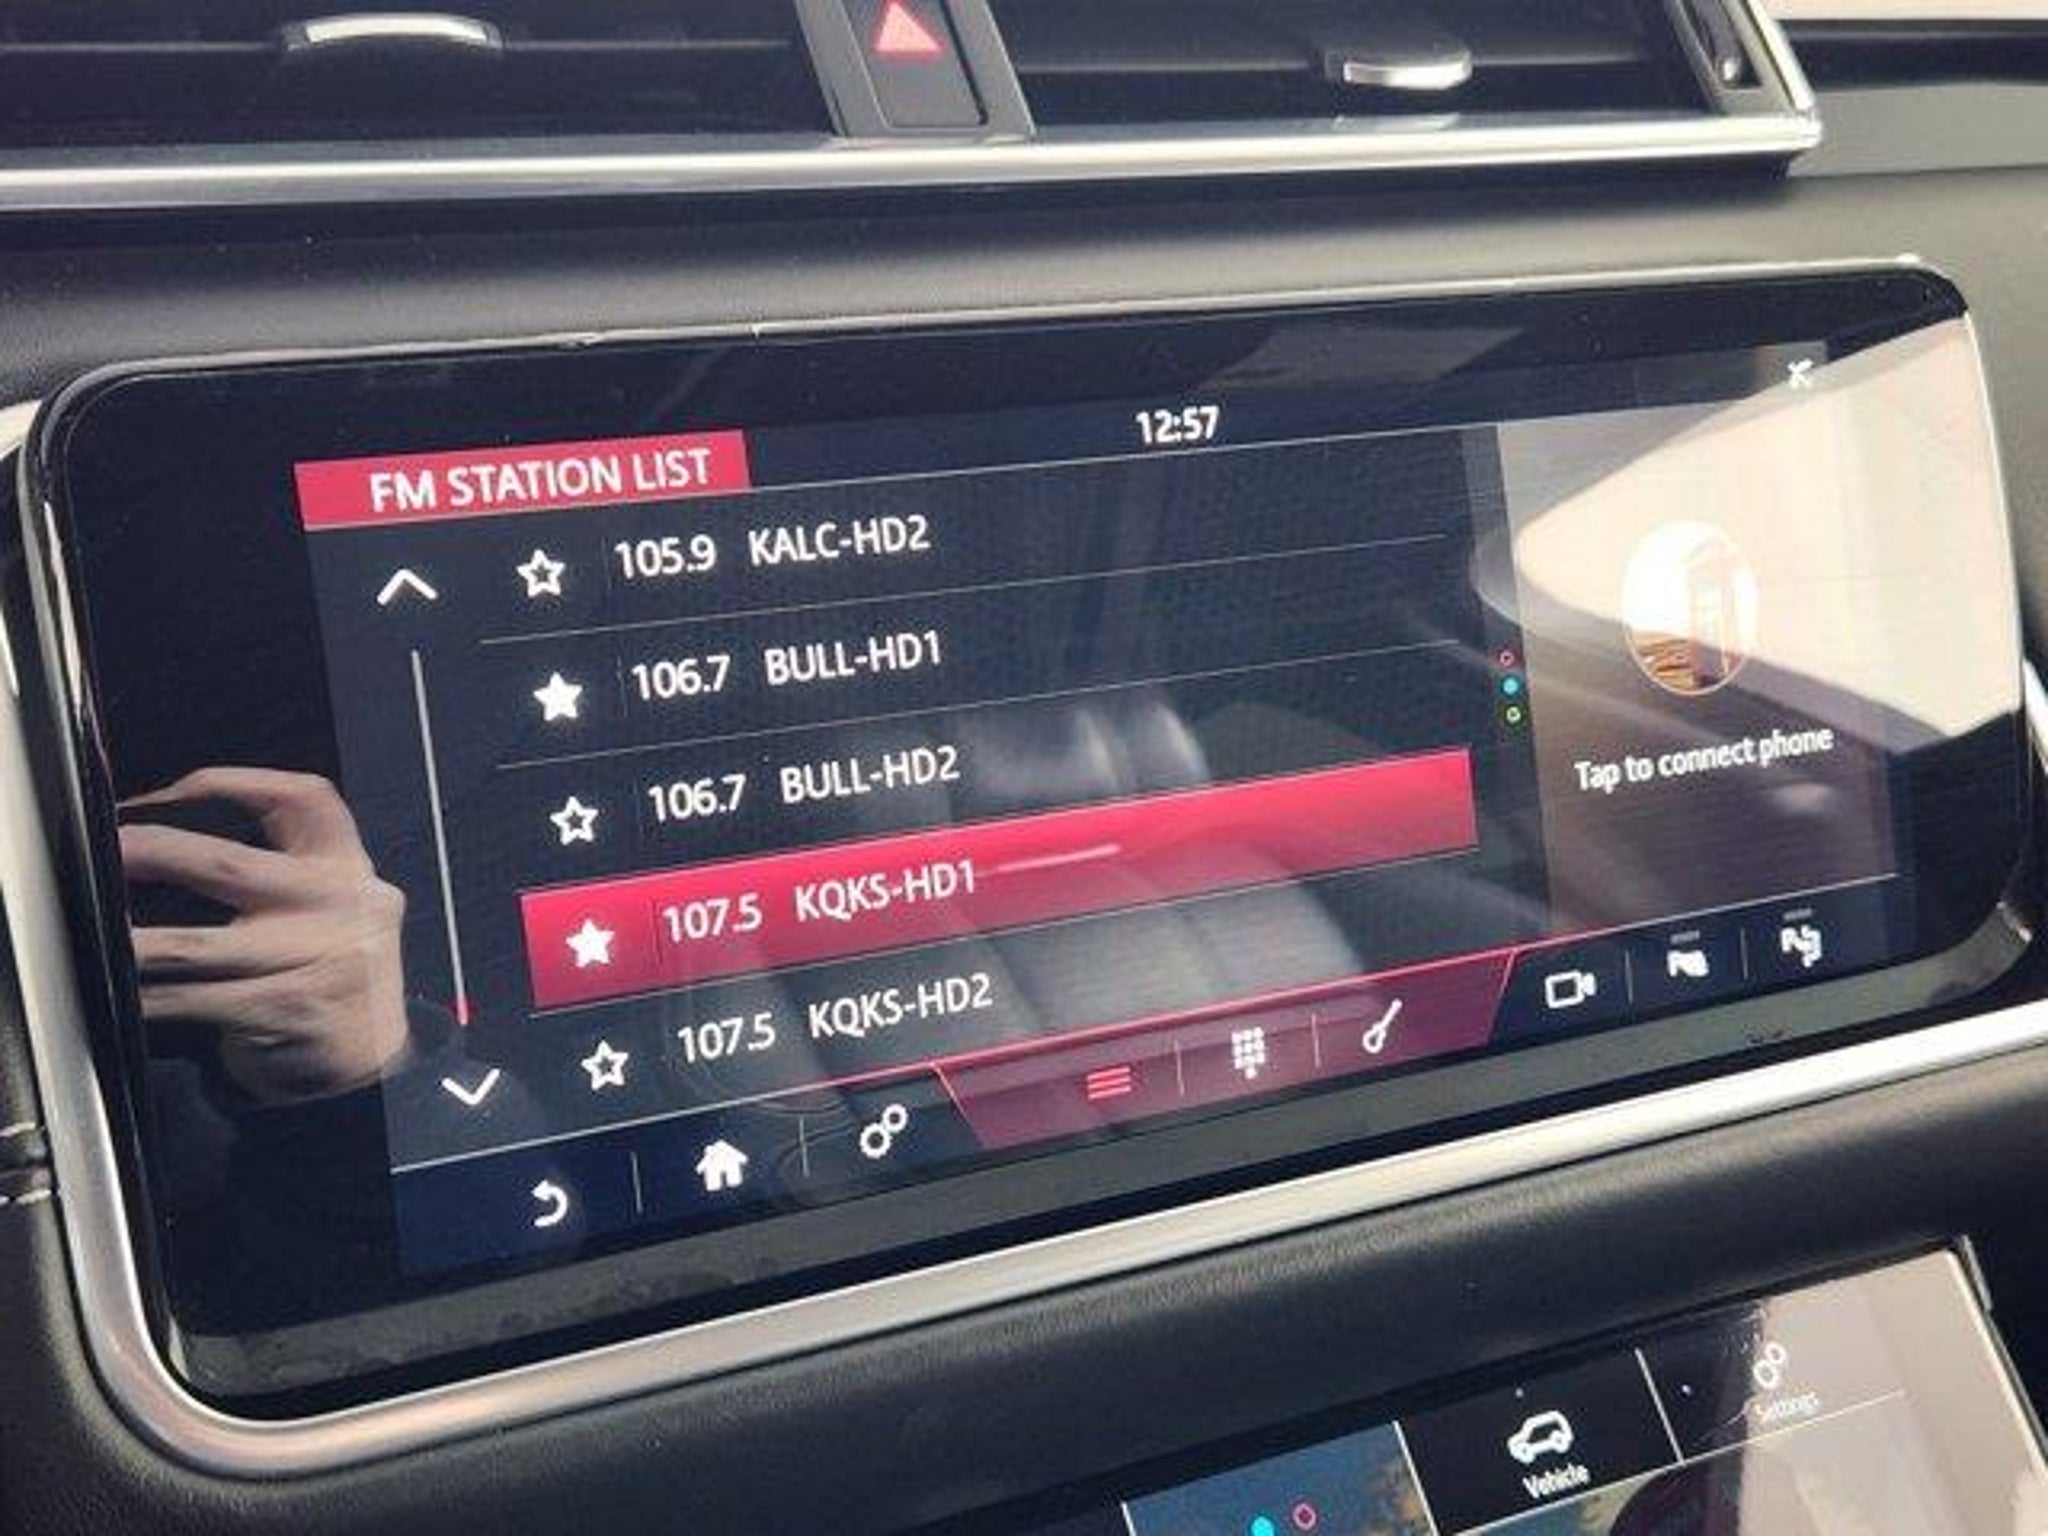 12:57
FM STATION LIST
105.9 KALC-HD2
106.7 BULL-HD1
106.7 BULL-HD2
107.5 KQKS-HD1
107.5 KQKS-HD2
Tap to connect phone
Vehicle
Settings